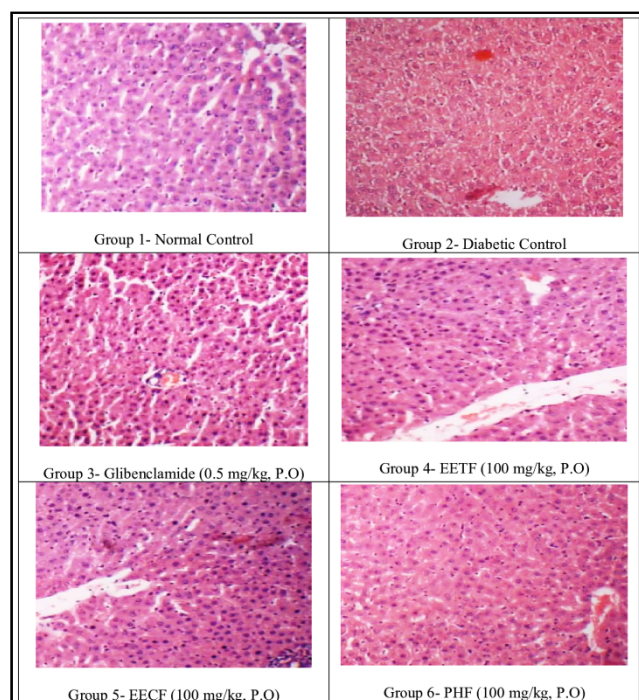 Group 1- Normal Control
Group 2- Diabetic Control
Group 3- Glibenclamide (0.5 mg/kg, P.O)
Group 4- EETF (100 mg/kg, P.O)
Group 5- EECF (100 mg/kg, P.O)
Group 6- PHF (100 mg/kg, P.O)